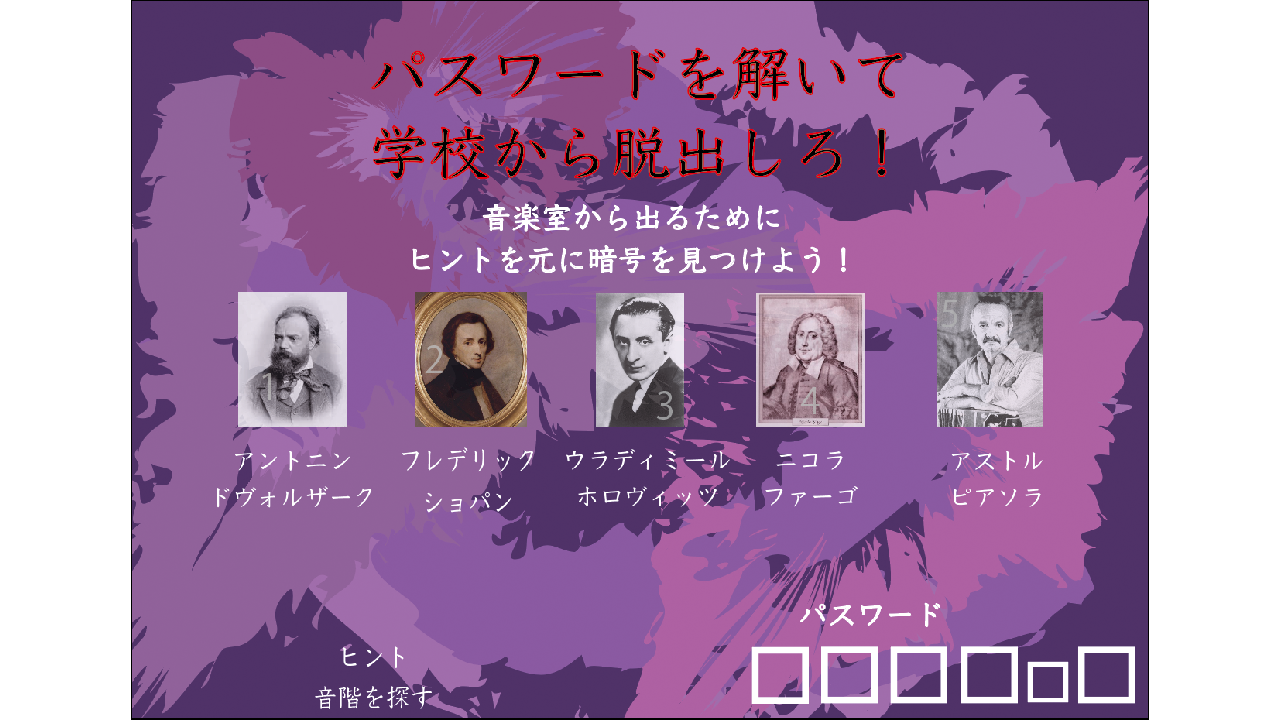 パスワードを解いて
学校から脱出しろ！
音楽室から出るために
ヒントを元に暗号を見つけよう！
1
2
3
4
5
アントニン
ドヴォルザーク
フレデリック
ショパン
ウラディミール
ホロヴィッツ
ニコラ
ファーゴ
アストル
ピアソラ
パスワード
ヒント
音階を探す